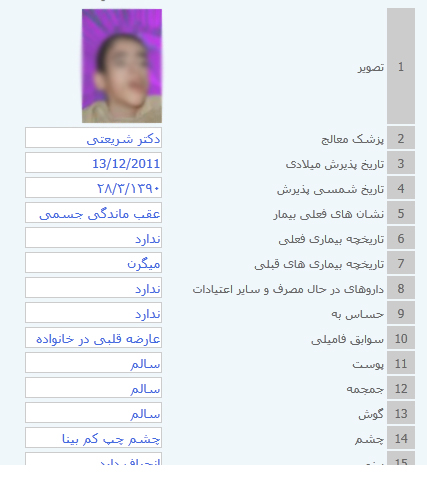 1 تصویر
2 پزشک معالج دکتر شریعتی
3 تاریخ پذیرش میلادی 13/12/2011
4 تاریخ شمسی پذیرش ۲۸/۳/۱۳۹۰
5 نشان های فعلی بیمار عقب ماندگی جسمی
6 تاریخچه بیماری فعلی ندارد
7 تاریخچه بیماری های قبلی میگرن
8 داروهای در حال مصرف و سایر اعتیادات ندارد
9 حساس به ندارد
10 سوابق فامیلی عارضه قلبی در خانواده
11 پوست سالم
12 جمجمه سالم
13 گوش سالم
14 چشم چشم چپ کم بینا
15 انحراف دارد